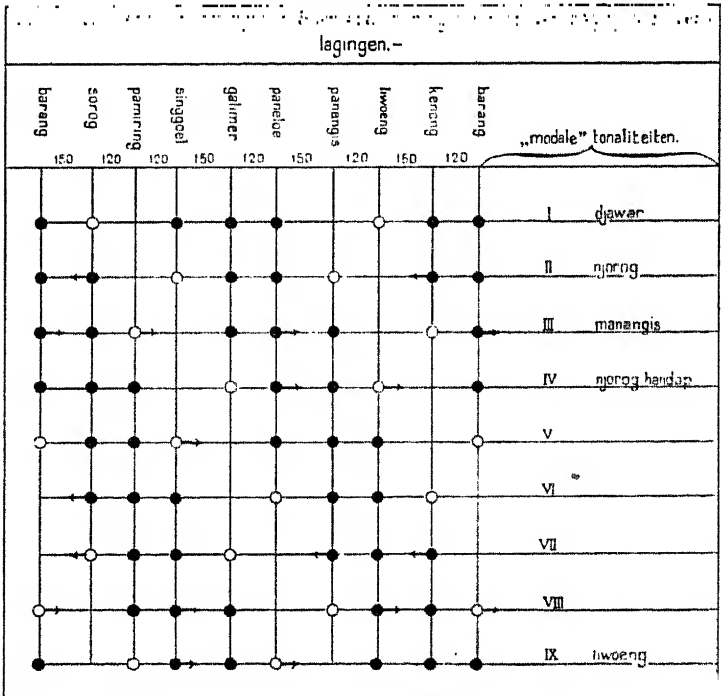 lagingen.-
barang sorog pamiring singgoel galimer paneloe panangis liwoeng kenong barang
„modale" tonaliteiten.
150 120 120 150 120 150 120 150 120
I djawar
II njorog
III manangis
IV njorog handap
V
VI
VII
VIII
IX liwoeng